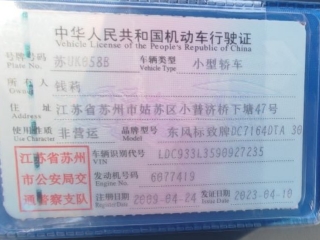 中华人民共和国机动车行驶证
Vehicle License of the People's Republic of China
号牌号码 苏UK858B 车辆类型 小型轿车
Plate No. Vehicle Type
所有人 钱莉
Owner
住址 江苏省苏州市姑苏区小普济桥下塘47号
Address
使用性质 非营运 品牌型号 东风标致牌DC7164DTA 30
Use Character Model
江苏省苏州市公安局交通警察支队
车辆识别代号 LDC933L3590927235
VIN
发动机号码 6077419
Engine No.
注册日期 2009-04-24 发证日期 2023-04-10
Register Date Issue Date